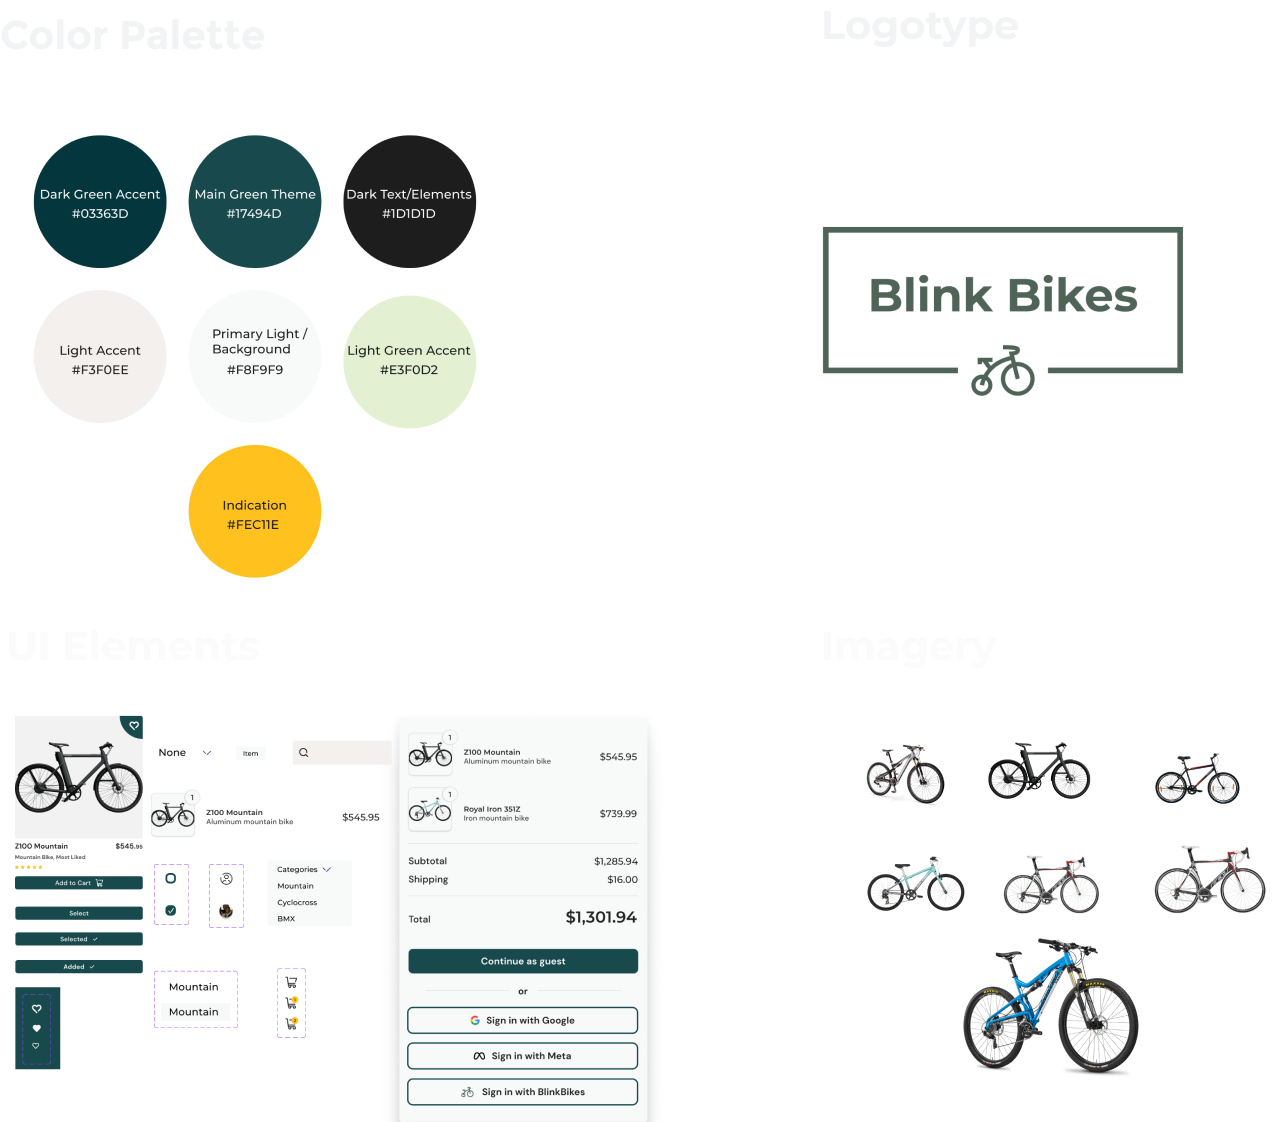 Color Palette
Logotype
Dark Green Accent
#03363D
Main Green Theme
#17494D
Dark Text/Elements
#1D1D1D
Light Accent
#F3F0EE
Primary Light /
Background
#F8F9F9
Light Green Accent
#E3F0D2
Indication
#FEC11E
Blink Bikes
UI Elements
Imagery
Z100 Mountain
$545.95
Mountain Bike, Most Liked
Add to Cart
Select
Selected
Added
None
Item
1
Z100 Mountain
Aluminum mountain bike
$545.95
Categories
Mountain
Cyclocross
BMX
Mountain
Mountain
1
Z100 Mountain
Aluminum mountain bike
$545.95
1
Royal Iron 351Z
Iron mountain bike
$739.99
Subtotal
$1,285.94
Shipping
$16.00
Total
$1,301.94
Continue as guest
or
Sign in with Google
Sign in with Meta
Sign in with BlinkBikes